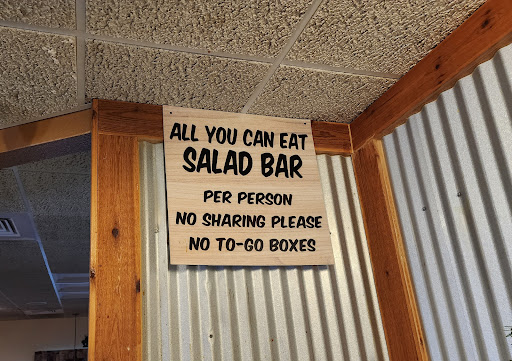 ALL YOU CAN EAT
SALAD BAR
PER PERSON
NO SHARING PLEASE
NO TO-GO BOXES